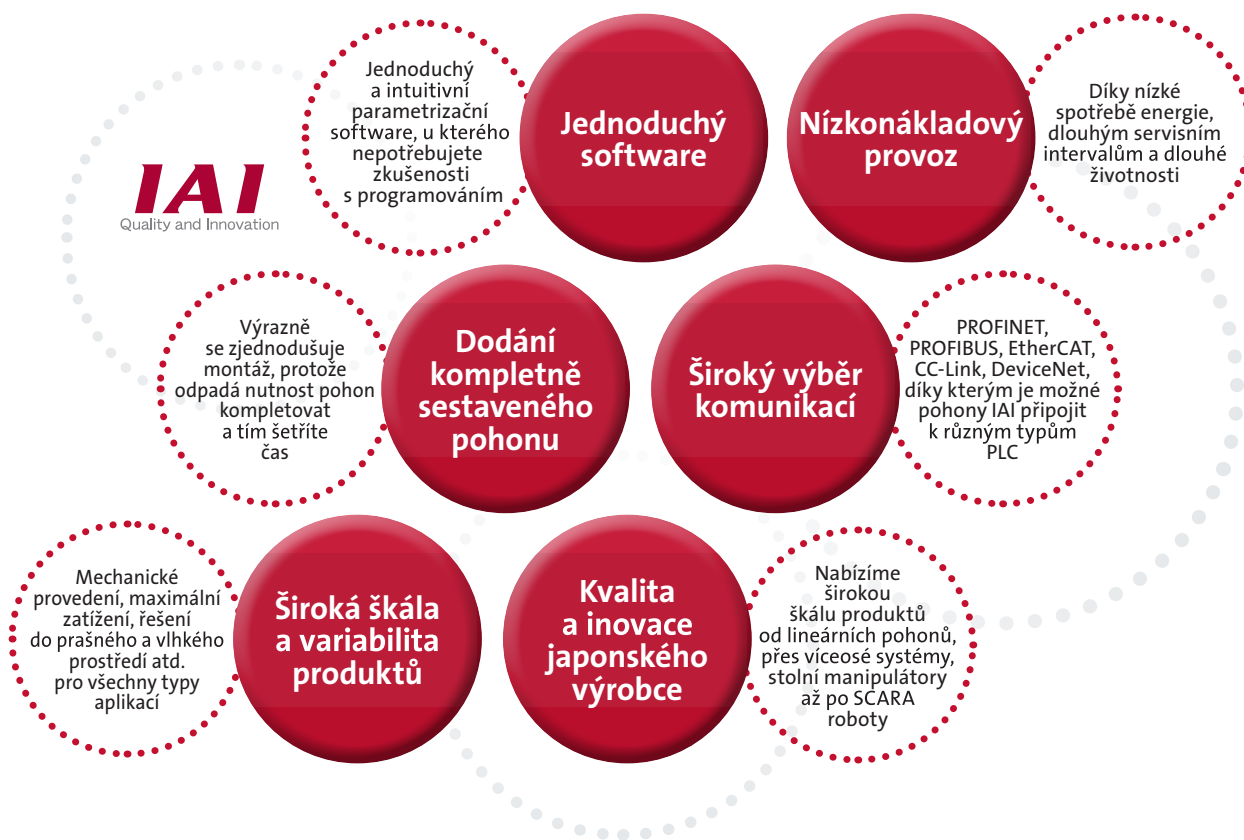 IAI
Quality and Innovation
Jednoduchý
a intuitivní
parametrizační
software, u kterého
nepotřebujete
zkušenosti
s programováním
Jednoduchý
software
Nízkonákladový
provoz
Díky nízké
spotřebě energie,
dlouhým servisním
intervalům a dlouhé
životnosti
Výrazně
se zjednodušuje
montáž, protože
odpadá nutnost pohon
kompletovat
a tím šetříte
čas
Dodání
kompletně
sestaveného
pohonu
Široký výběr
komunikací
PROFINET,
PROFIBUS, EtherCAT,
CC-Link, DeviceNet,
díky kterým je možné
pohony IAI připojit
k různým typům
PLC
Mechanické
provedení, maximální
zatížení, řešení
do prašného a vlhkého
prostředí atd.
pro všechny typy
aplikací
Široká škála
a variabilita
produktů
Kvalita
a inovace
japonského
výrobce
Nabízíme
širokou
škálu produktů
od lineárních pohonů,
přes víceosé systémy,
stolní manipulátory
až po SCARA
roboty